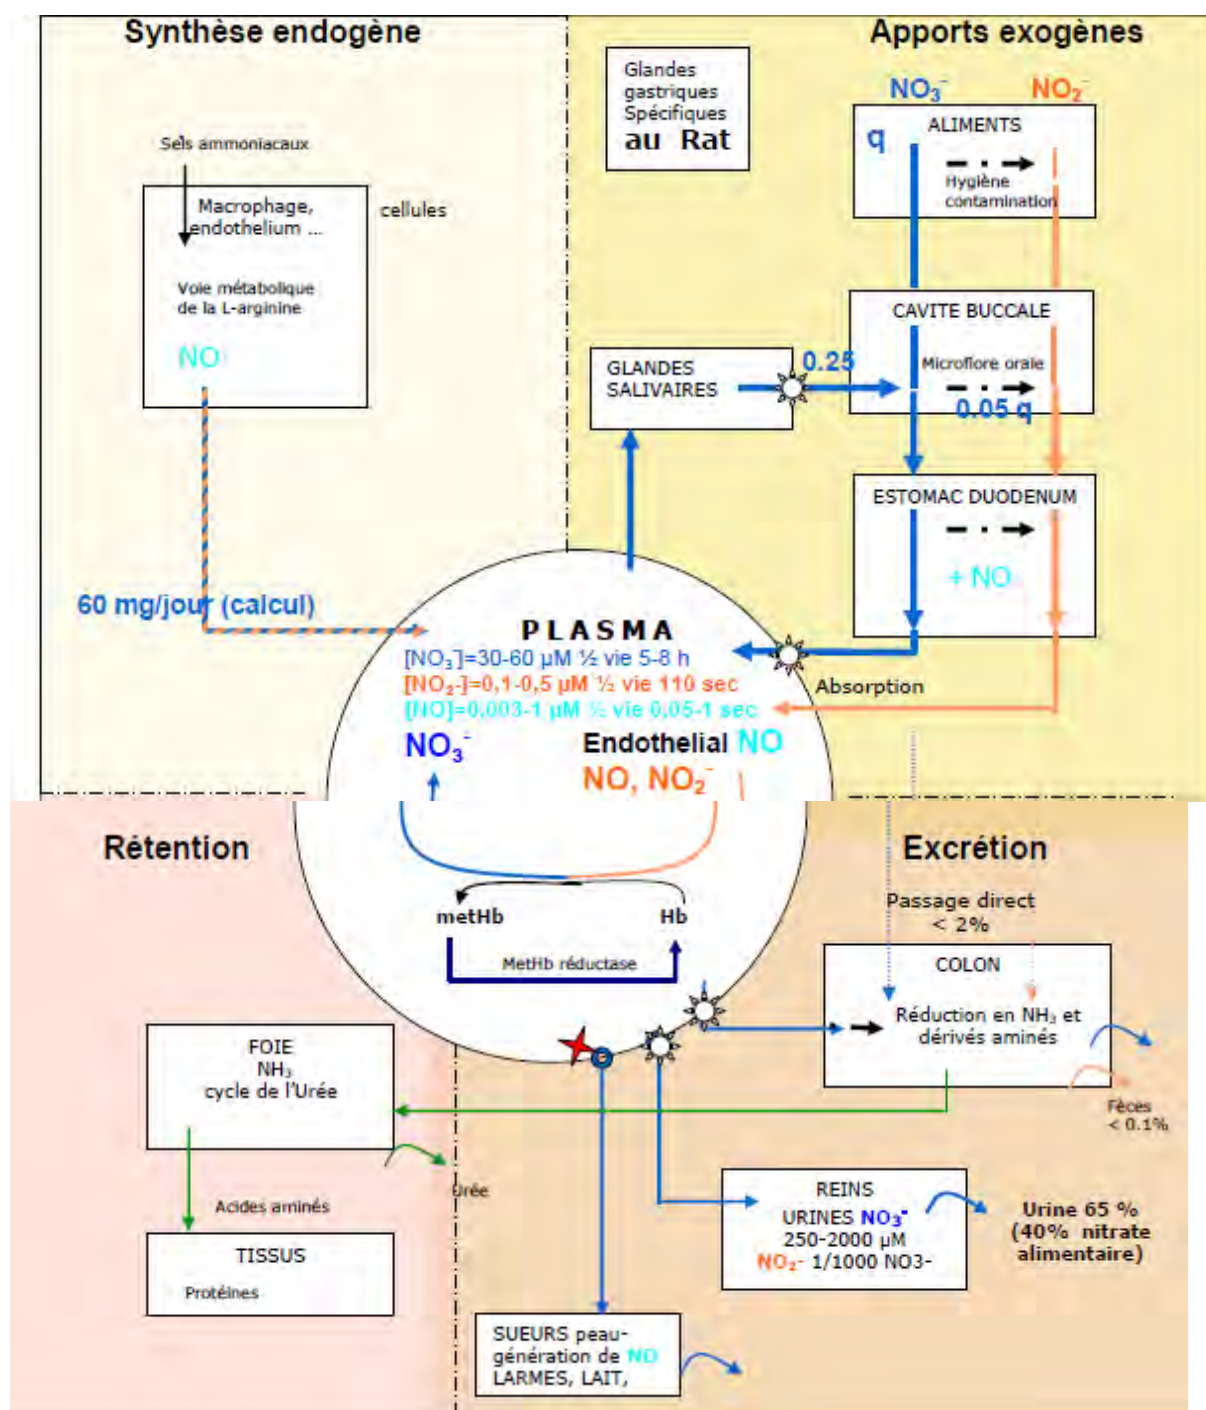 Synthèse endogène
Sels ammoniacaux
Macrophage,
endothelium ...
cellules
Voie métabolique
de la L-arginine
NO
60 mg/jour (calcul)
Apports exogènes
Glandes
gastriques
Spécifiques
au Rat
NO₃⁻
NO₂⁻
ALIMENTS
q
Hygiène
contamination
CAVITE BUCCALE
Microflore orale
0.05 q
GLANDES
SALIVAIRES
0.25
ESTOMAC DUODENUM
+ NO
Absorption
PLASMA
[NO₃⁻]=30-60 µM ½ vie 5-8 h
[NO₂-]=0,1-0,5 µM ½ vie 110 sec
[NO]=0,003-1 µM ½ vie 0,05-1 sec
NO₃⁻
Endothelial NO
NO, NO₂⁻
metHb
Hb
MetHb réductase
Rétention
FOIE
NH₃
cycle de l'Urée
Urée
Acides aminés
TISSUS
Protéines
Excrétion
Passage direct
< 2%
COLON
Réduction en NH₃ et
dérivés aminés
Fèces
< 0.1%
REINS
URINES NO₃⁻
250-2000 µM
NO₂- 1/1000 NO3-
Urine 65 %
(40% nitrate
alimentaire)
SUEURS peau-
génération de NO
LARMES, LAIT,